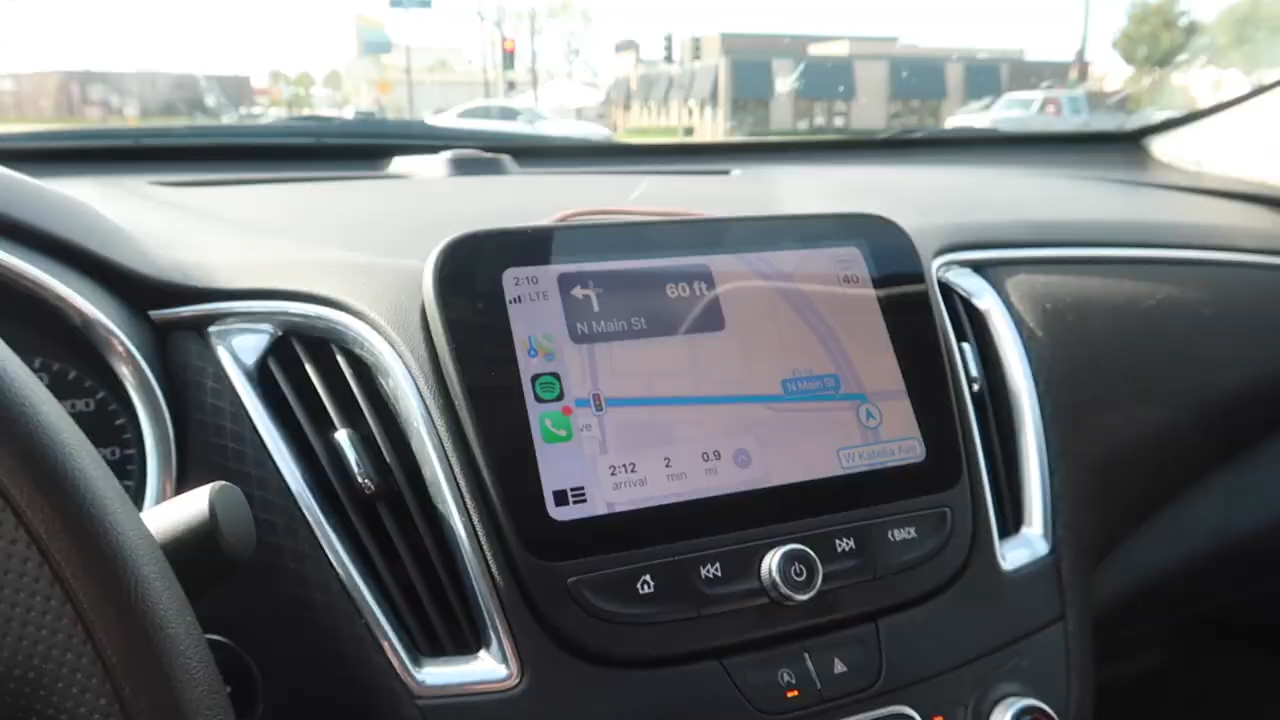 2:10
LTE
60 ft
N Main St
40
N Main St
ve
2:12
2
0.9
arrival
min
mi
W Katella Ave
BACK